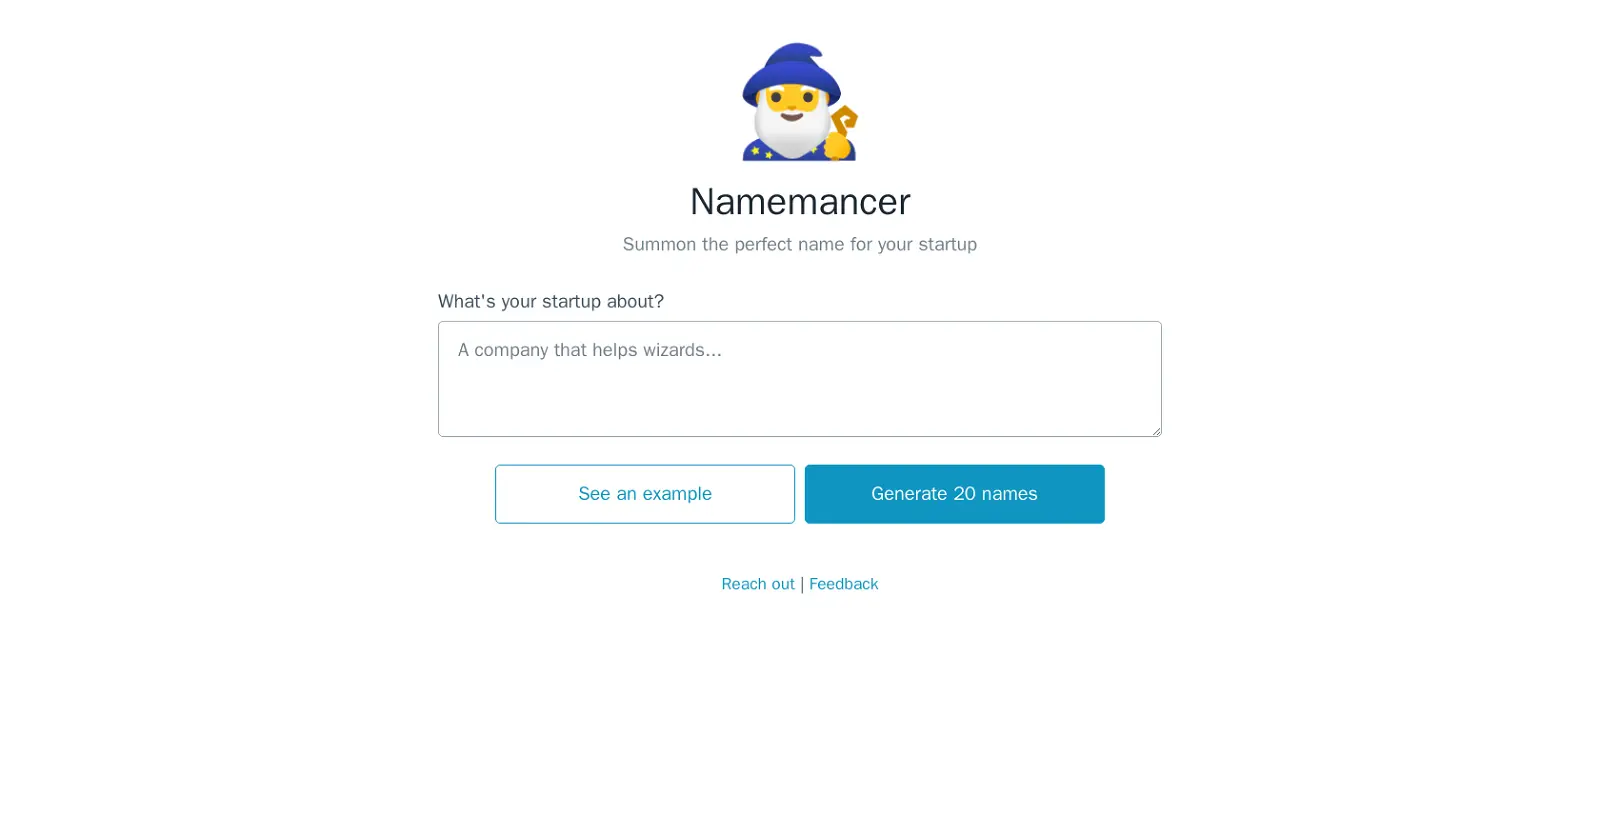 Namemancer
Summon the perfect name for your startup
What's your startup about?
A company that helps wizards...
See an example
Generate 20 names
Reach out | Feedback